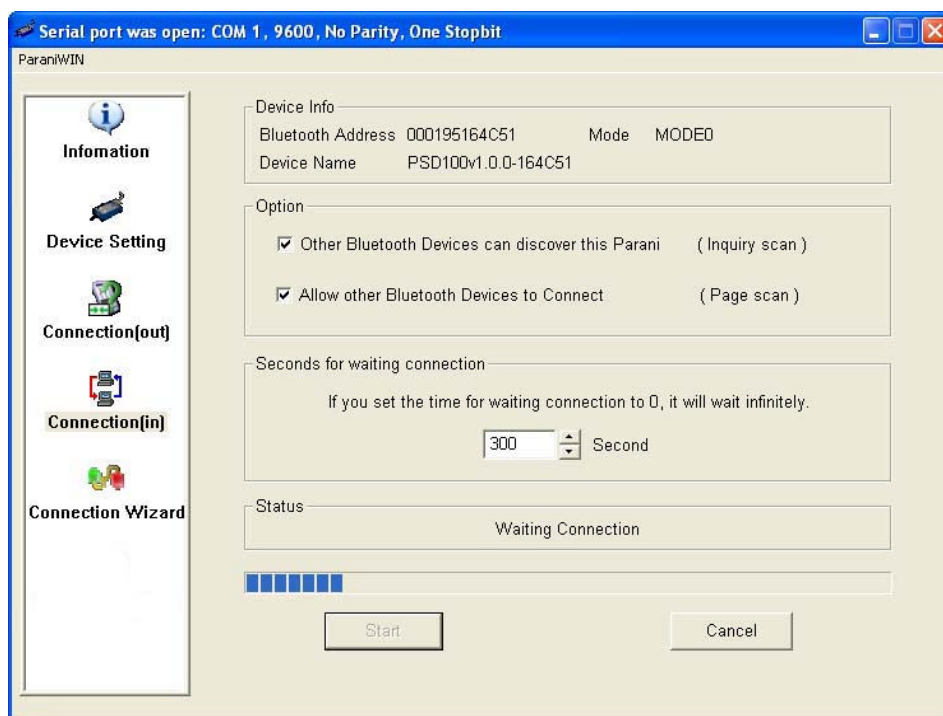 Serial port was open: COM 1, 9600, No Parity, One Stopbit
ParaniWIN
Infomation
Device Setting
Connection(out)
Connection(in)
Connection Wizard
Device Info
Bluetooth Address 000195164C51 Mode MODE0
Device Name PSD100v1.0.0-164C51
Option
Other Bluetooth Devices can discover this Parani ( Inquiry scan )
Allow other Bluetooth Devices to Connect ( Page scan )
Seconds for waiting connection
If you set the time for waiting connection to 0, it will wait infinitely.
300 Second
Status
Waiting Connection
Start Cancel